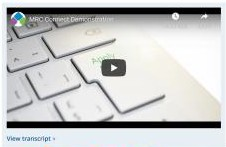 MRC Connect Demonstration
Apply
View transcript ›